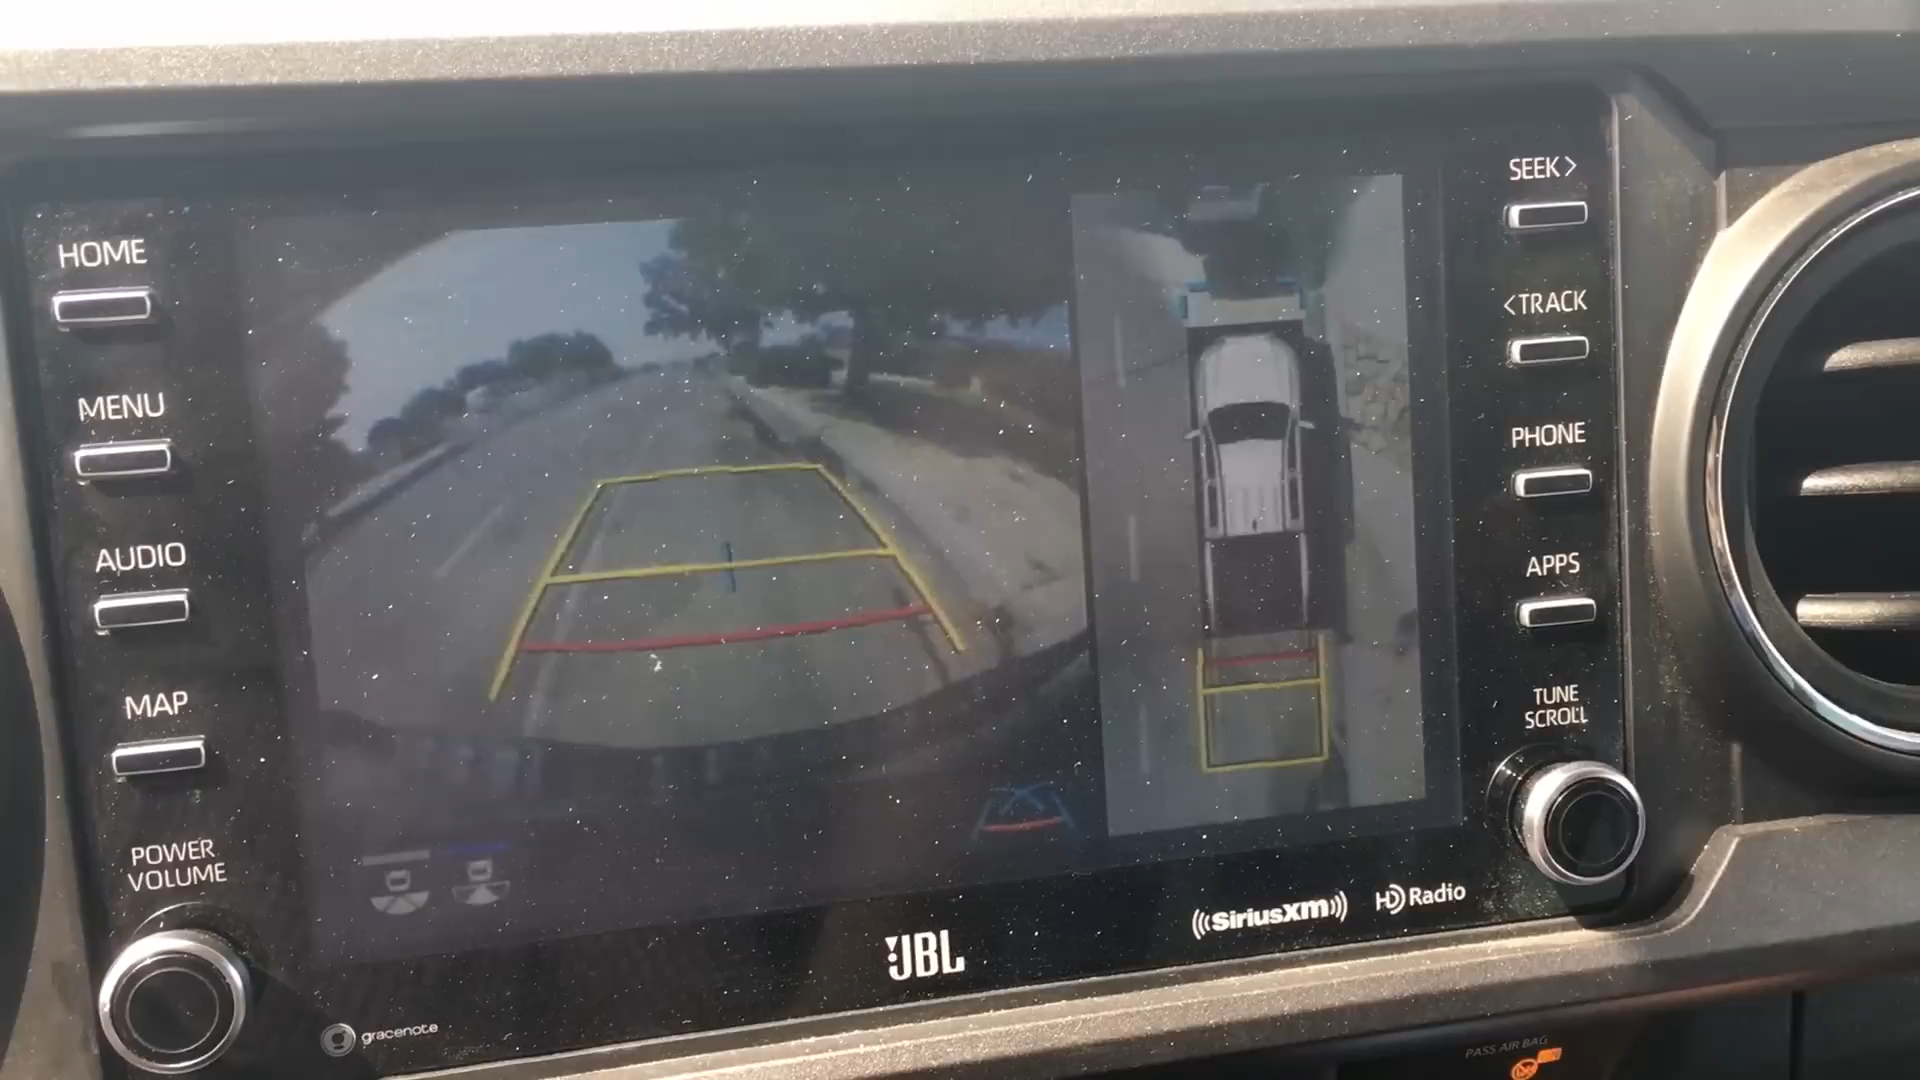 HOME
MENU
AUDIO
MAP
POWER
VOLUME
SEEK>
<TRACK
PHONE
APPS
TUNE
SCROLL
JBL
((SiriusXM))
HD Radio
gracenote
PASS AIR BAG